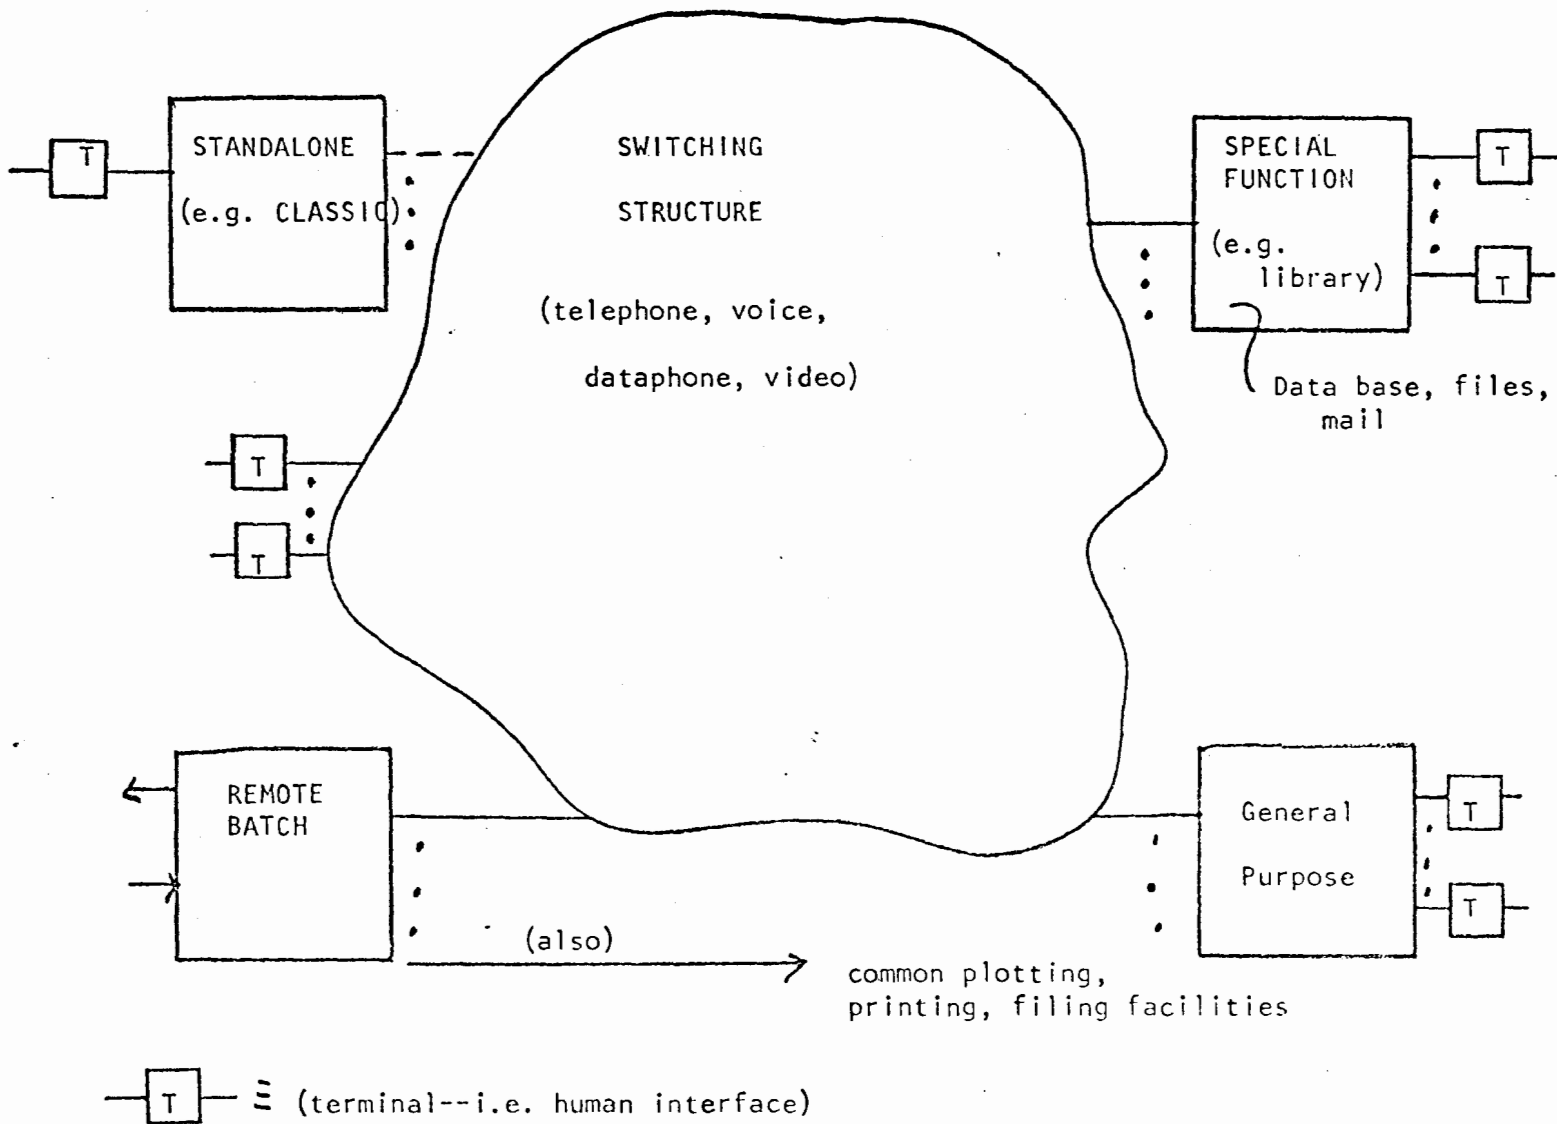 T
STANDALONE
(e.g. CLASSIC)
SWITCHING
STRUCTURE
(telephone, voice,
dataphone, video)
SPECIAL
FUNCTION
(e.g.
library)
T
T
Data base, files,
mail
T
T
REMOTE
BATCH
(also)
common plotting,
printing, filing facilities
General
Purpose
T
T
T ≡ (terminal--i.e. human interface)